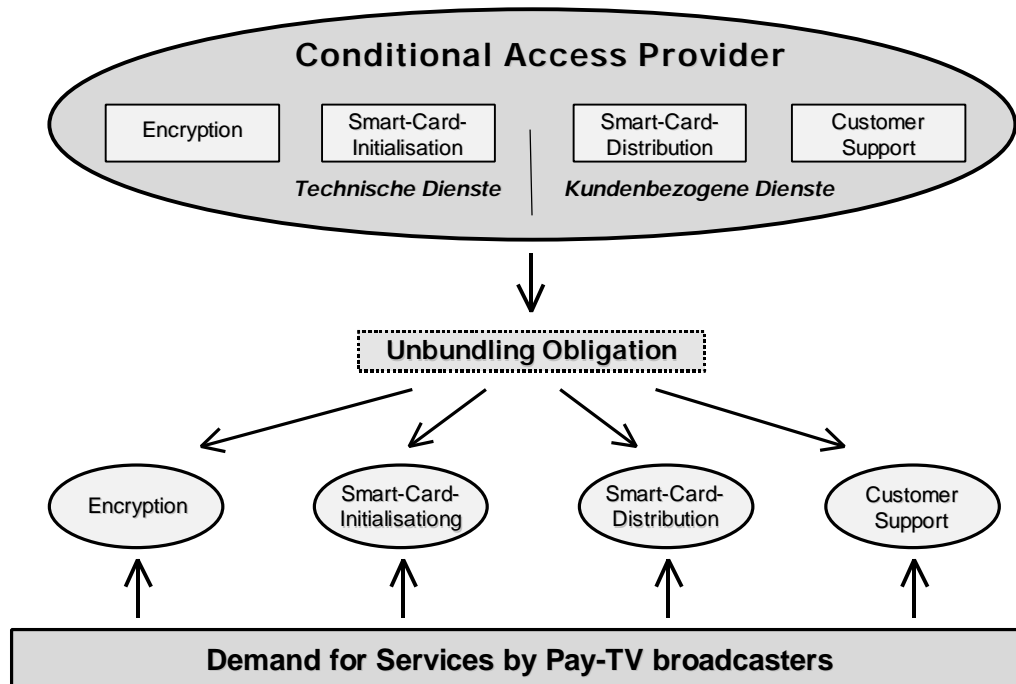 Conditional Access Provider
Encryption
Smart-Card-
Initialisation
Smart-Card-
Distribution
Customer
Support
Technische Dienste
Kundenbezogene Dienste
Unbundling Obligation
Encryption
Smart-Card-
Initialisationg
Smart-Card-
Distribution
Customer
Support
Demand for Services by Pay-TV broadcasters